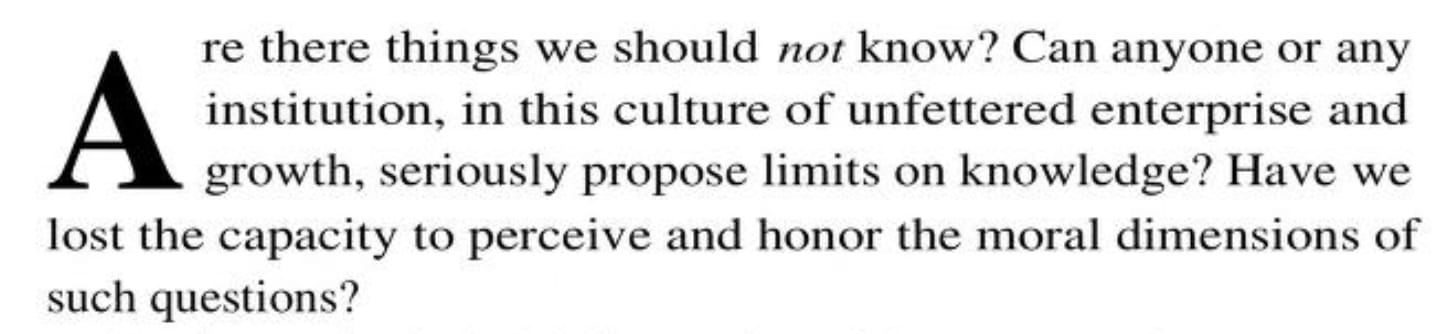 Are there things we should not know? Can anyone or any
institution, in this culture of unfettered enterprise and
growth, seriously propose limits on knowledge? Have we
lost the capacity to perceive and honor the moral dimensions of
such questions?